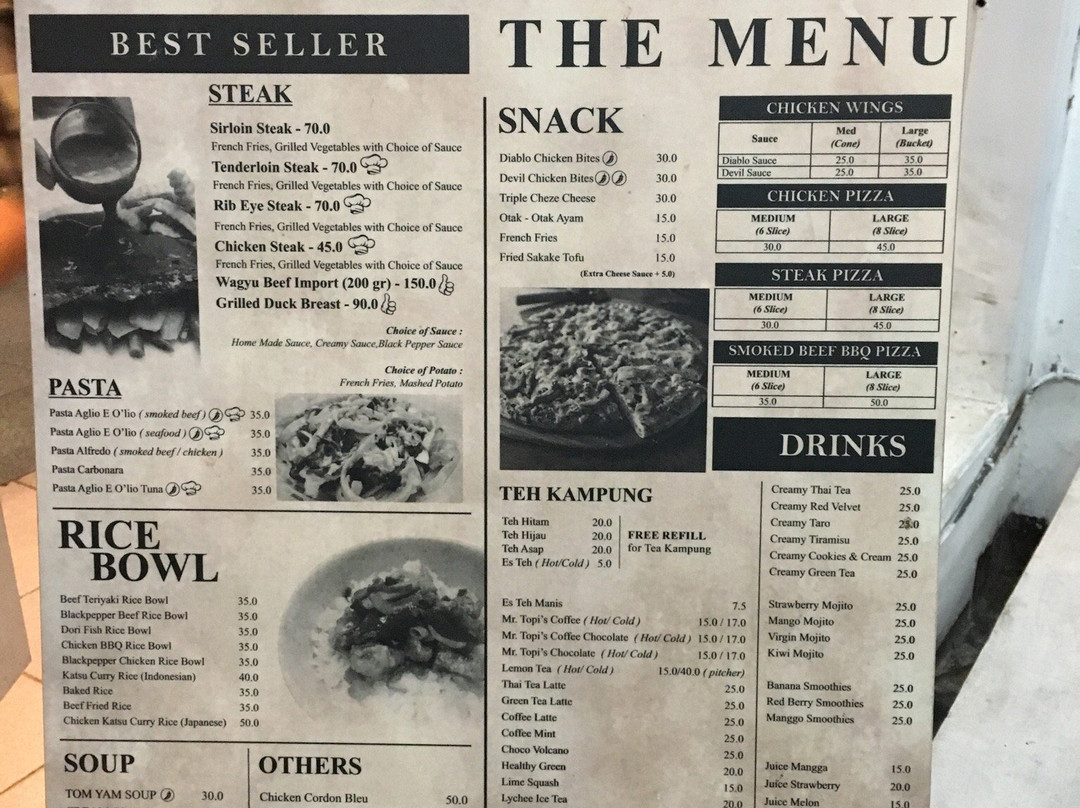 BEST SELLER
STEAK
Sirloin Steak - 70.0
French Fries, Grilled Vegetables with Choice of Sauce
Tenderloin Steak - 70.0
French Fries, Grilled Vegetables with Choice of Sauce
Rib Eye Steak - 70.0
French Fries, Grilled Vegetables with Choice of Sauce
Chicken Steak - 45.0
French Fries, Grilled Vegetables with Choice of Sauce
Wagyu Beef Import (200 gr) - 150.0
Grilled Duck Breast - 90.0
Choice of Sauce :
Home Made Sauce, Creamy Sauce,Black Pepper Sauce
Choice of Potato :
French Fries, Mashed Potato
PASTA
Pasta Aglio E O'lio ( smoked beef ) 35.0
Pasta Aglio E O'lio ( seafood ) 35.0
Pasta Alfredo ( smoked beef / chicken ) 35.0
Pasta Carbonara 35.0
Pasta Aglio E O'lio Tuna 35.0
RICE
BOWL
Beef Teriyaki Rice Bowl 35.0
Blackpepper Beef Rice Bowl 35.0
Dori Fish Rice Bowl 35.0
Chicken BBQ Rice Bowl 35.0
Blackpepper Chicken Rice Bowl 35.0
Katsu Curry Rice (Indonesian) 40.0
Baked Rice 35.0
Beef Fried Rice 35.0
Chicken Katsu Curry Rice (Japanese) 50.0
SOUP
TOM YAM SOUP 30.0
OTHERS
Chicken Cordon Bleu 50.0
THE MENU
SNACK
Diablo Chicken Bites 30.0
Devil Chicken Bites 30.0
Triple Cheze Cheese 30.0
Otak - Otak Ayam 15.0
French Fries 15.0
Fried Sakake Tofu 15.0
(Extra Cheese Sauce + 5.0)
CHICKEN WINGS
Sauce Med (Cone) Large (Bucket)
Diablo Sauce 25.0 35.0
Devil Sauce 25.0 35.0
CHICKEN PIZZA
MEDIUM LARGE
(6 Slice) (8 Slice)
30.0 45.0
STEAK PIZZA
MEDIUM LARGE
(6 Slice) (8 Slice)
30.0 45.0
SMOKED BEEF BBQ PIZZA
MEDIUM LARGE
(6 Slice) (8 Slice)
35.0 50.0
DRINKS
TEH KAMPUNG
Teh Hitam 20.0
Teh Hijau 20.0
Teh Asap 20.0
Es Teh ( Hot/Cold ) 5.0
FREE REFILL
for Tea Kampung
Es Teh Manis 7.5
Mr. Topi's Coffee ( Hot/ Cold ) 15.0 / 17.0
Mr. Topi's Coffee Chocolate ( Hot/ Cold ) 15.0 / 17.0
Mr. Topi's Chocolate ( Hot/ Cold ) 15.0 / 17.0
Lemon Tea ( Hot/ Cold ) 15.0/40.0 ( pitcher )
Thai Tea Latte 25.0
Green Tea Latte 25.0
Coffee Latte 25.0
Coffee Mint 25.0
Choco Volcano 25.0
Healthy Green 20.0
Lime Squash 15.0
Lychee Ice Tea 20.0
Creamy Thai Tea 25.0
Creamy Red Velvet 25.0
Creamy Taro 25.0
Creamy Tiramisu 25.0
Creamy Cookies & Cream 25.0
Creamy Green Tea 25.0
Strawberry Mojito 25.0
Mango Mojito 25.0
Virgin Mojito 25.0
Kiwi Mojito 25.0
Banana Smoothies 25.0
Red Berry Smoothies 25.0
Manggo Smoothies 25.0
Juice Mangga 15.0
Juice Strawberry 20.0
Juice Melon 15.0